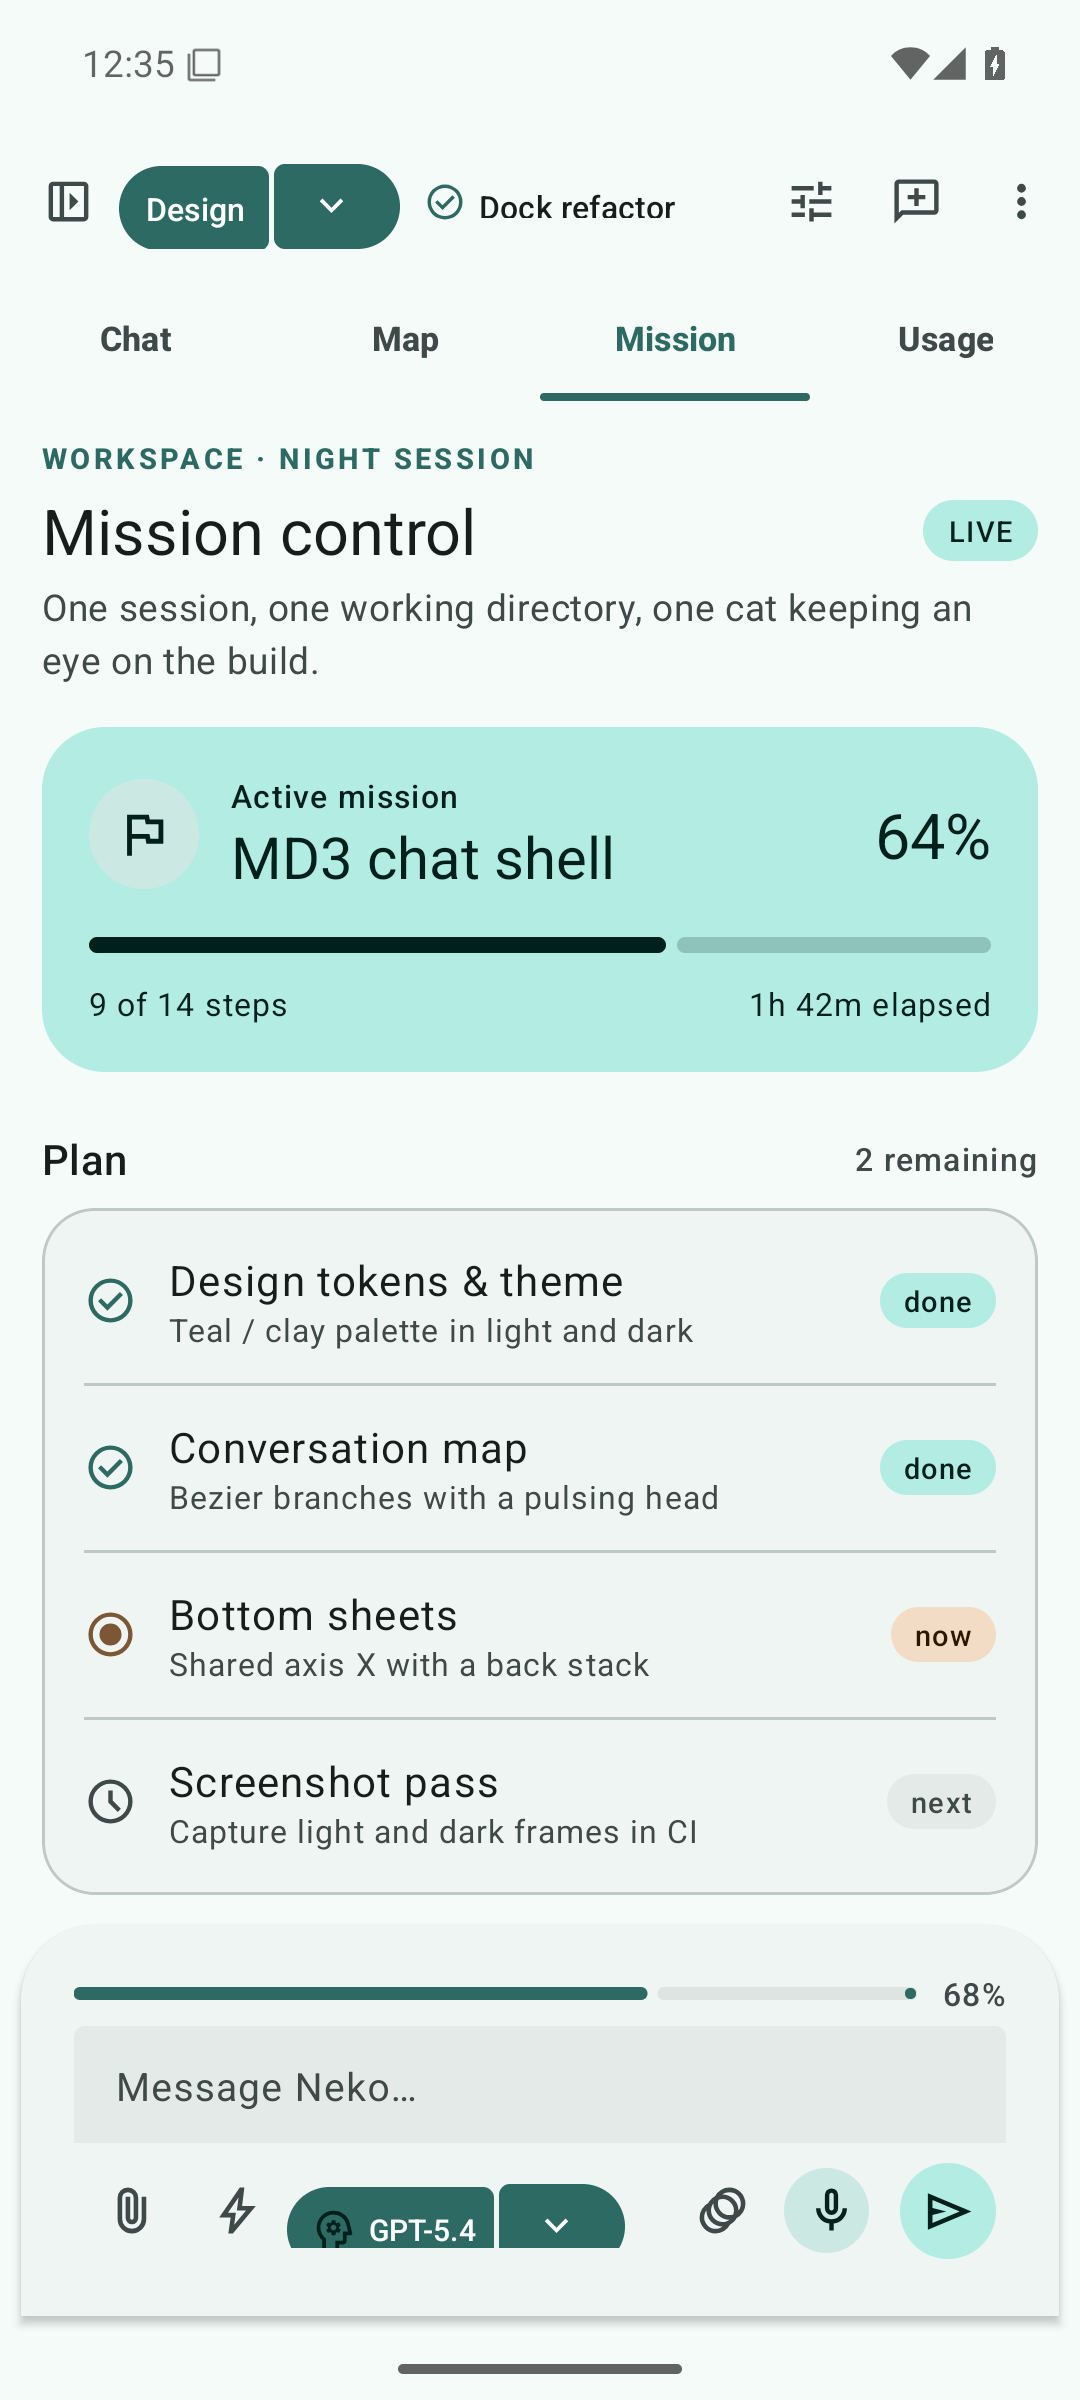 12:35
Design
Dock refactor
Chat
Map
Mission
Usage
WORKSPACE · NIGHT SESSION
Mission control
LIVE
One session, one working directory, one cat keeping an
eye on the build.
Active mission
MD3 chat shell
64%
9 of 14 steps
1h 42m elapsed
Plan
2 remaining
Design tokens & theme
Teal / clay palette in light and dark
done
Conversation map
Bezier branches with a pulsing head
done
Bottom sheets
Shared axis X with a back stack
now
Screenshot pass
Capture light and dark frames in CI
next
68%
Message Neko…
GPT-5.4